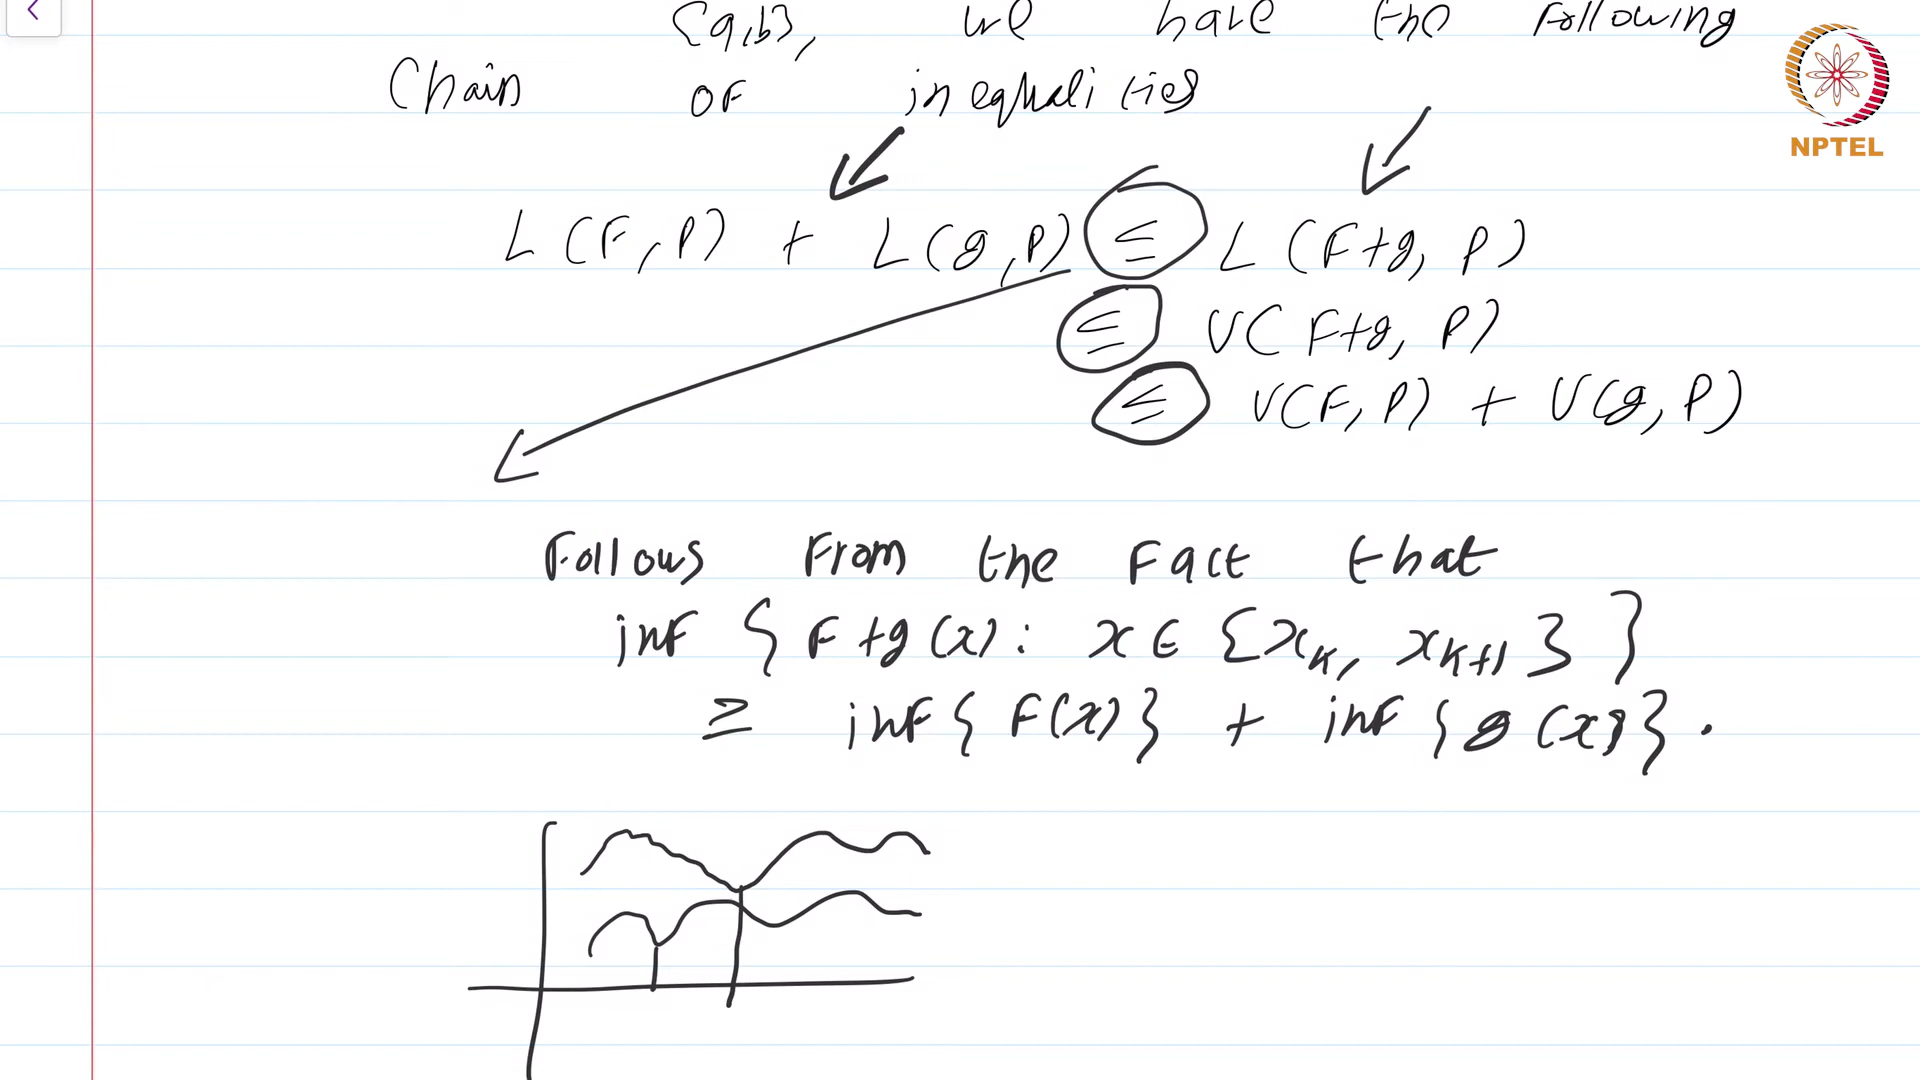 [a,b], we have the following
Chain of inequalities
L(F,P) + L(g,P) ≤ L(F+g, P)
≤ U(F+g, P)
≤ U(F,P) + U(g,P)
NPTEL
Follows from the fact that
inf { F+g(x): x ∈ [x_k, x_{k+1}] }
≥ inf{ F(x)} + inf { g(x)}.